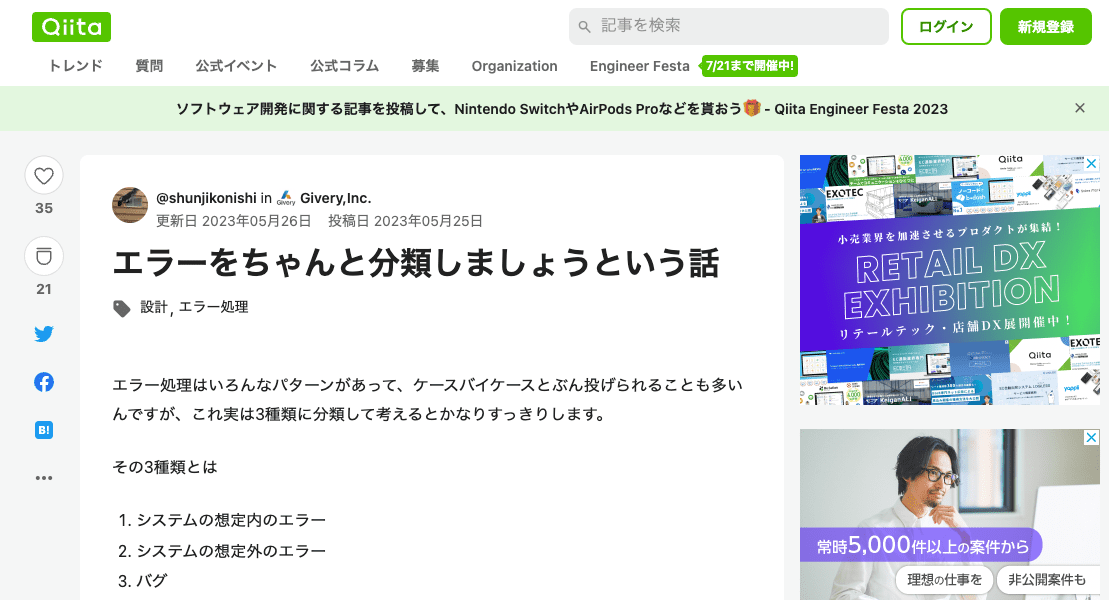 Qiita
記事を検索
ログイン
新規登録
トレンド
質問
公式イベント
公式コラム
募集
Organization
Engineer Festa
7/21まで開催中!
ソフトウェア開発に関する記事を投稿して、Nintendo SwitchやAirPods Proなどを貰おう🎁 - Qiita Engineer Festa 2023
35
21
B!
@shunjikonishi in Givery Givery,Inc.
更新日 2023年05月26日 投稿日 2023年05月25日
エラーをちゃんと分類しましょうという話
設計, エラー処理
エラー処理はいろんなパターンがあって、ケースバイケースとぶん投げられることも多い
んですが、これ実は3種類に分類して考えるとかなりすっきりします。
その3種類とは
1. システムの想定内のエラー
2. システムの想定外のエラー
3. バグ
Qiita
EXOTEC
KeiganALI
小売業界を加速させるプロダクトが集結！
RETAIL DX
EXHIBITION
リテールテック・店舗DX展開催中！
Qiita
EXOTEC
KeiganALI
yappli
常時5,000件以上の案件から
理想の仕事を
非公開案件も